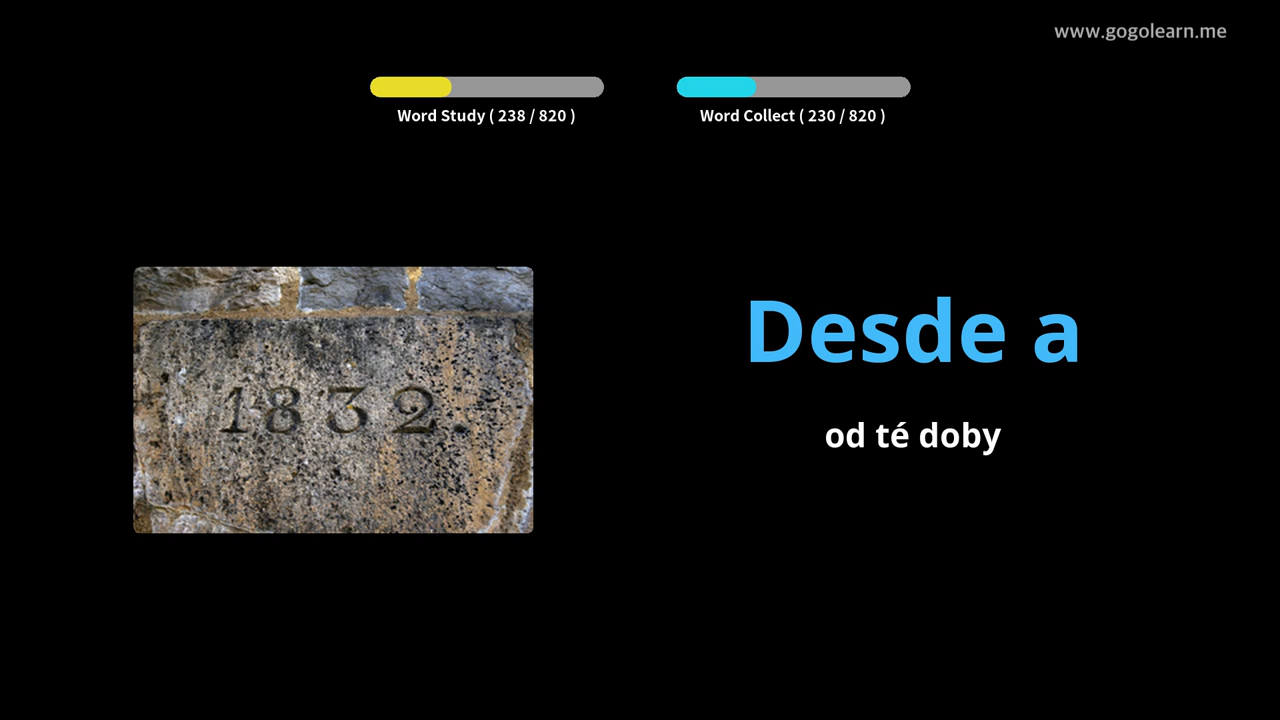 www.gogolearn.me
Word Study ( 238 / 820 )
Word Collect ( 230 / 820 )
1832.
Desde a
od té doby